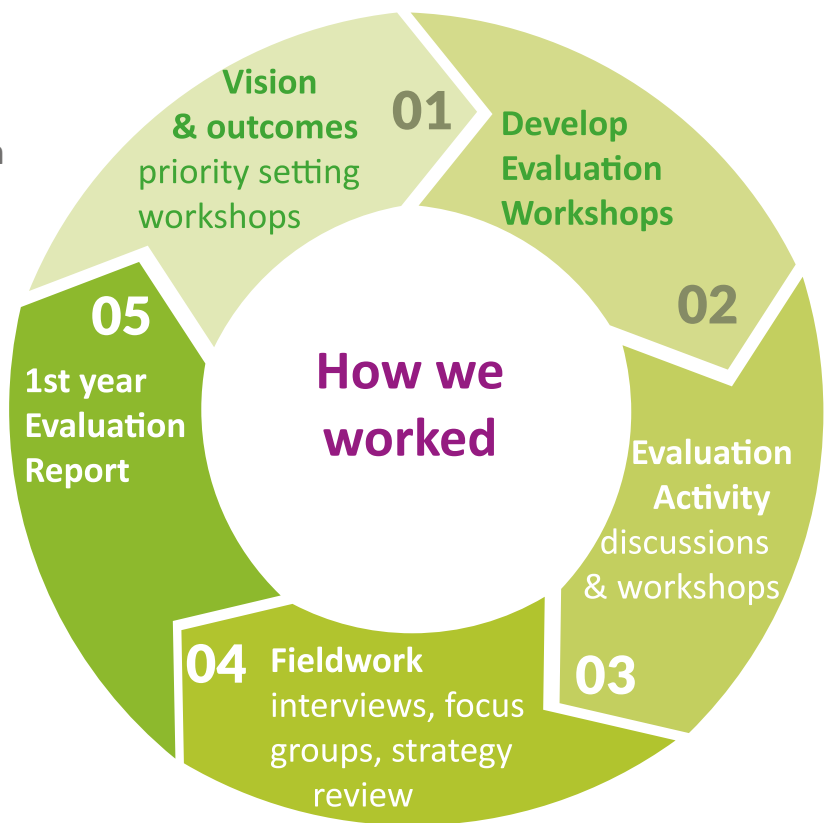 Vision
& outcomes
priority setting
workshops
01
Develop
Evaluation
Workshops
02
Evaluation
Activity
discussions
& workshops
03
04
Fieldwork
interviews, focus
groups, strategy
review
05
1st year
Evaluation
Report
How we
worked